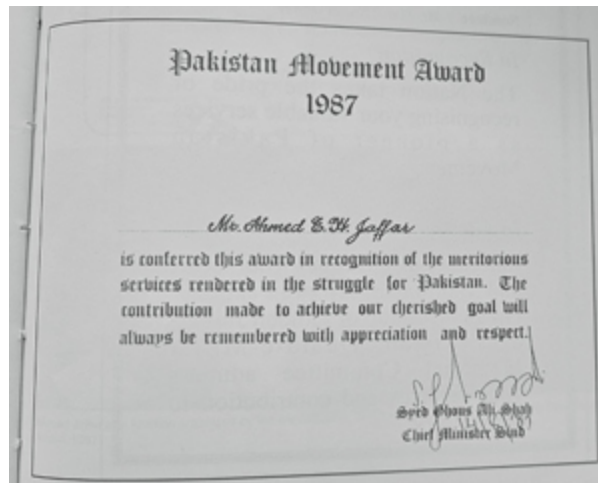 Pakistan Movement Award
1987
Mr. Ahmed E. H. Jaffar
is conferred this award in recognition of the meritorious
services rendered in the struggle for Pakistan. The
contribution made to achieve our cherished goal will
always be remembered with appreciation and respect.
Syed Ghaus Ali Shah
Chief Minister Sind